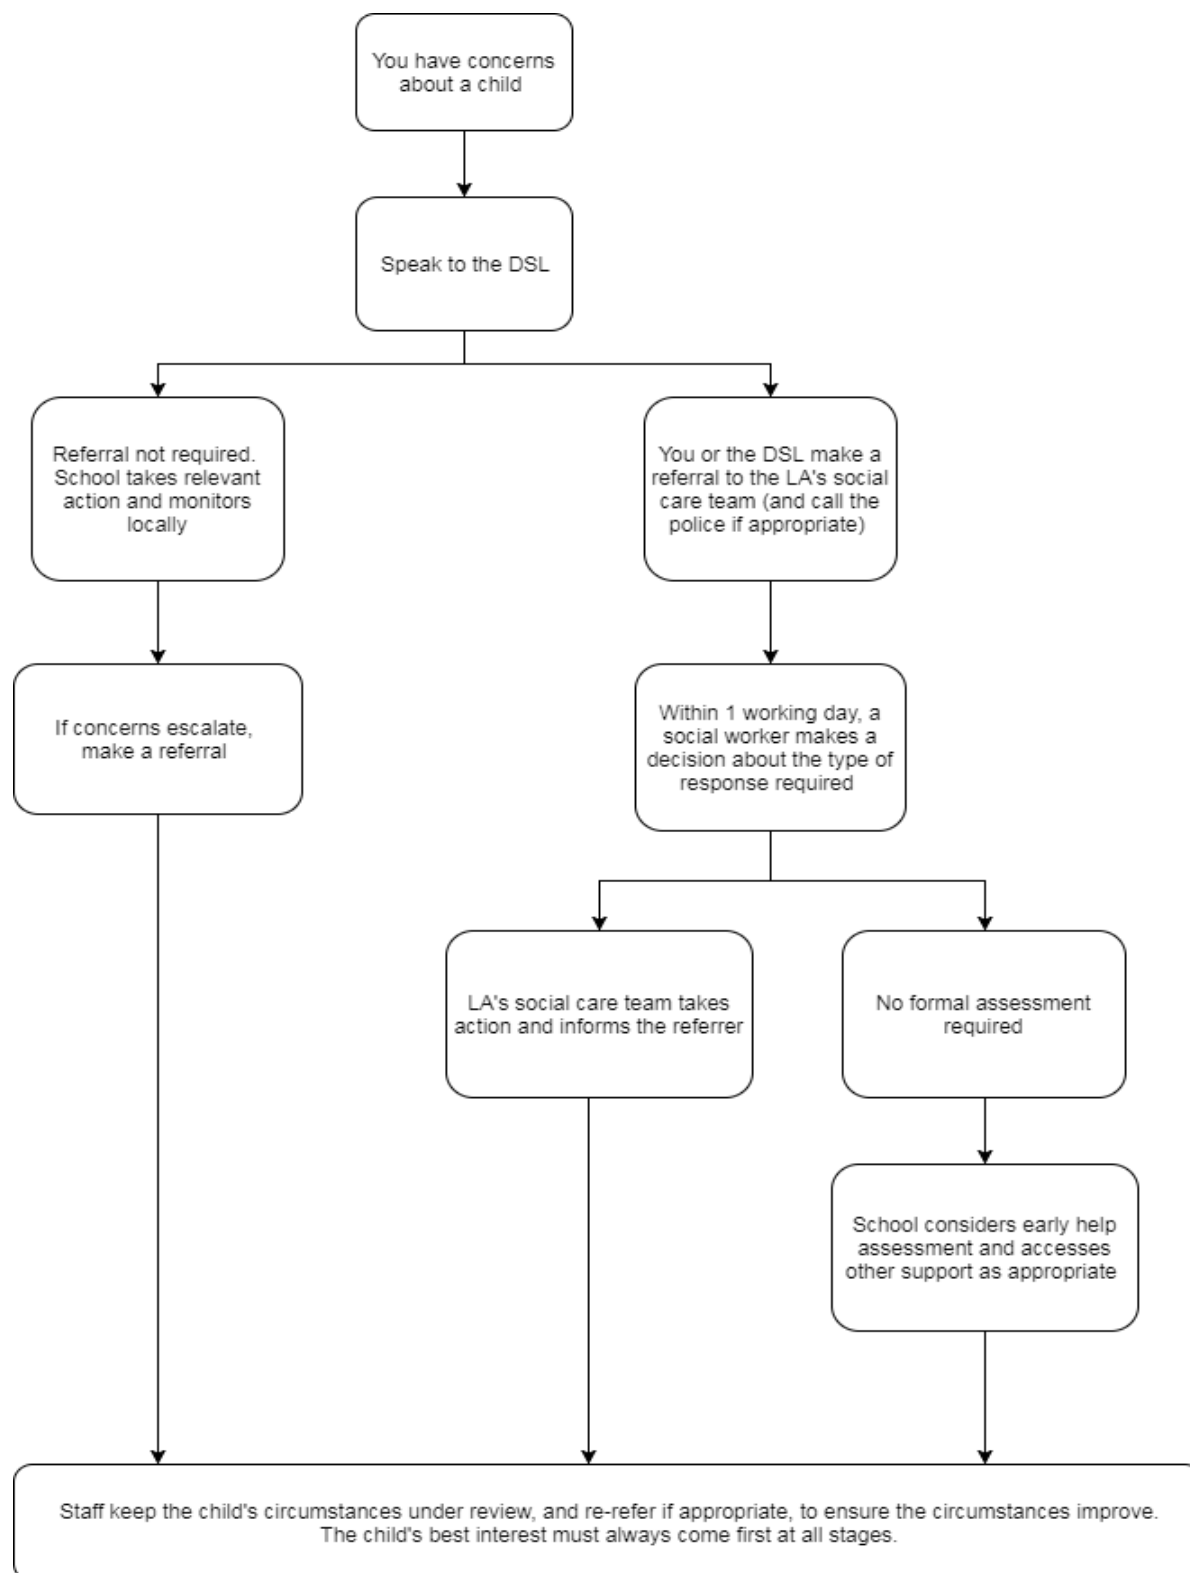 You have concerns
about a child
Speak to the DSL
Referral not required.
School takes relevant
action and monitors
locally
You or the DSL make a
referral to the LA's social
care team (and call the
police if appropriate)
If concerns escalate,
make a referral
Within 1 working day, a
social worker makes a
decision about the type of
response required
LA's social care team takes
action and informs the referrer
No formal assessment
required
School considers early help
assessment and accesses
other support as appropriate
Staff keep the child's circumstances under review, and re-refer if appropriate, to ensure the circumstances improve.
The child's best interest must always come first at all stages.